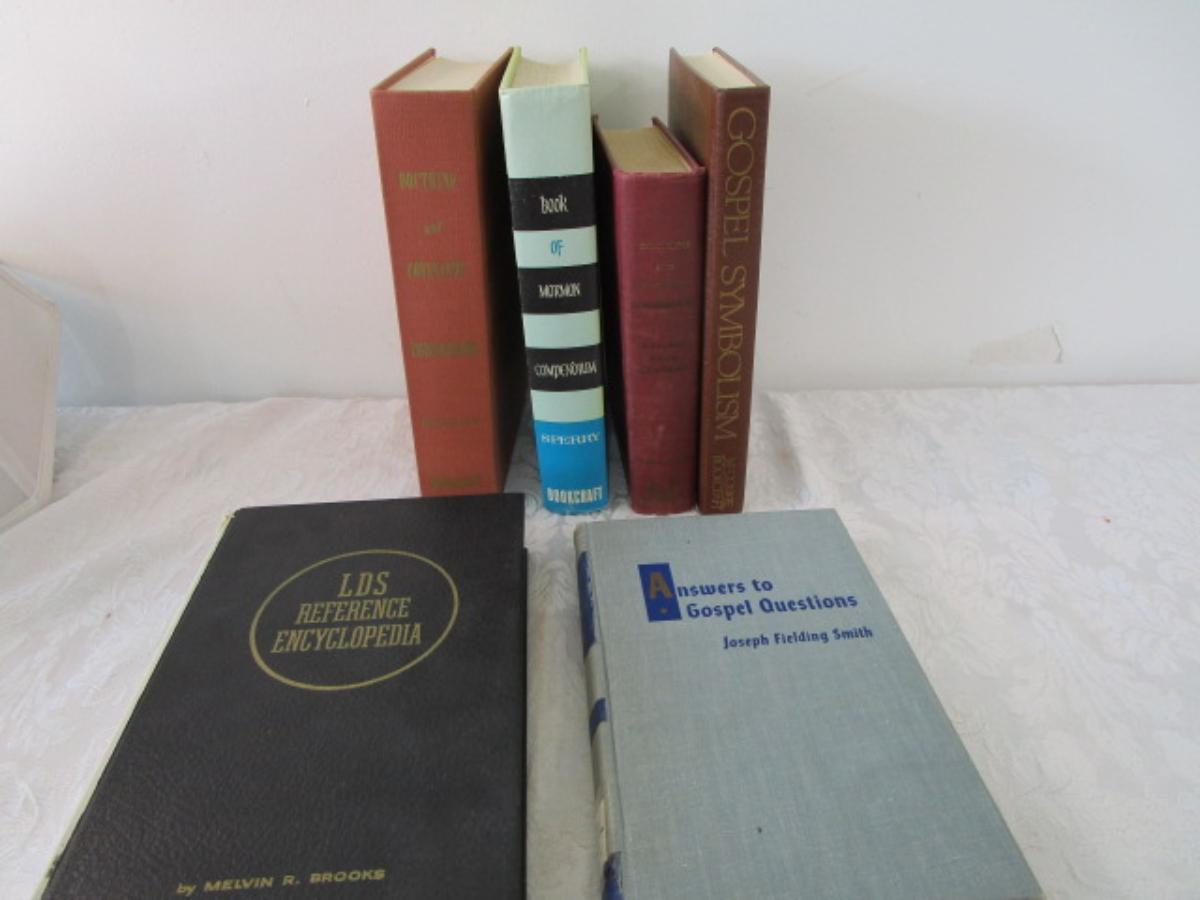 DOCTRINE
AND
COVENANTS
book
OF
MORMON
COMPENDIUM
SPERRY
BOOKCRAFT
GOSPEL SYMBOLISM
BOOKCRAFT
LDS
REFERENCE
ENCYCLOPEDIA
by MELVIN R. BROOKS
Answers to
Gospel Questions
Joseph Fielding Smith